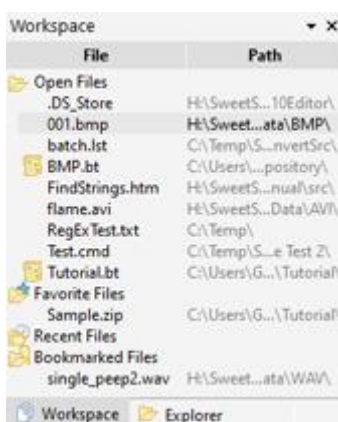 Workspace
File Path
Open Files
.DS_Store H:\SweetS...10Editor\
001.bmp H:\Sweet...ata\BMP\
batch.lst C:\Temp\S...nvertSrc\
BMP.bt C:\Users\...pository\
FindStrings.htm H:\SweetS...nual\src\
flame.avi H:\SweetS...Data\AVI\
RegExTest.txt C:\Temp\
Test.cmd C:\Temp\S...e Test 2\
Tutorial.bt C:\Users\G...\Tutorial\
Favorite Files
Sample.zip C:\Users\G...\Tutorial\
Recent Files
Bookmarked Files
single_peep2.wav H:\Sweet...ata\WAV\
Workspace Explorer